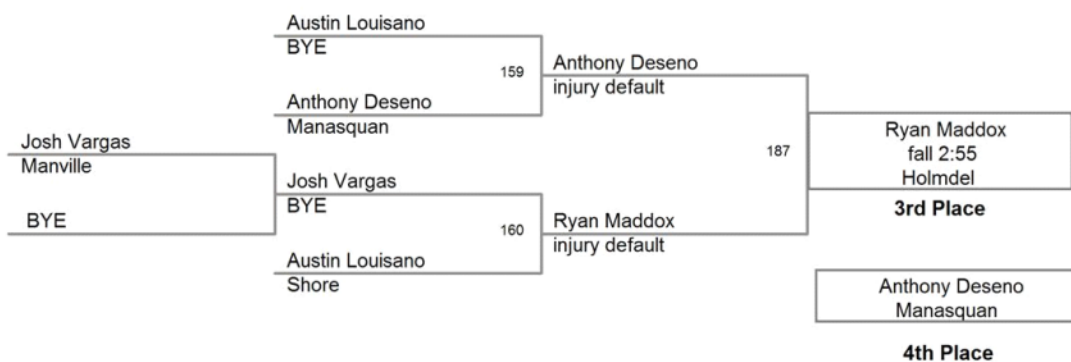 Austin Louisano
BYE
159
Anthony Deseno
injury default
Anthony Deseno
Manasquan
Josh Vargas
Manville
BYE
Josh Vargas
BYE
160
Ryan Maddox
injury default
Austin Louisano
Shore
187
Ryan Maddox
fall 2:55
Holmdel
3rd Place
Anthony Deseno
Manasquan
4th Place